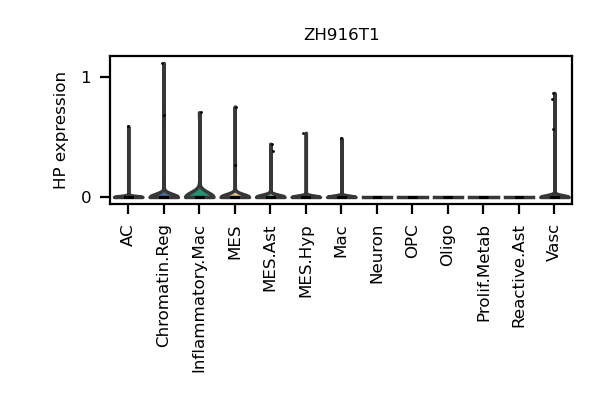 ZH916T1
HP expression
1
0
AC
Chromatin.Reg
Inflammatory.Mac
MES
MES.Ast
MES.Hyp
Mac
Neuron
OPC
Oligo
Prolif.Metab
Reactive.Ast
Vasc